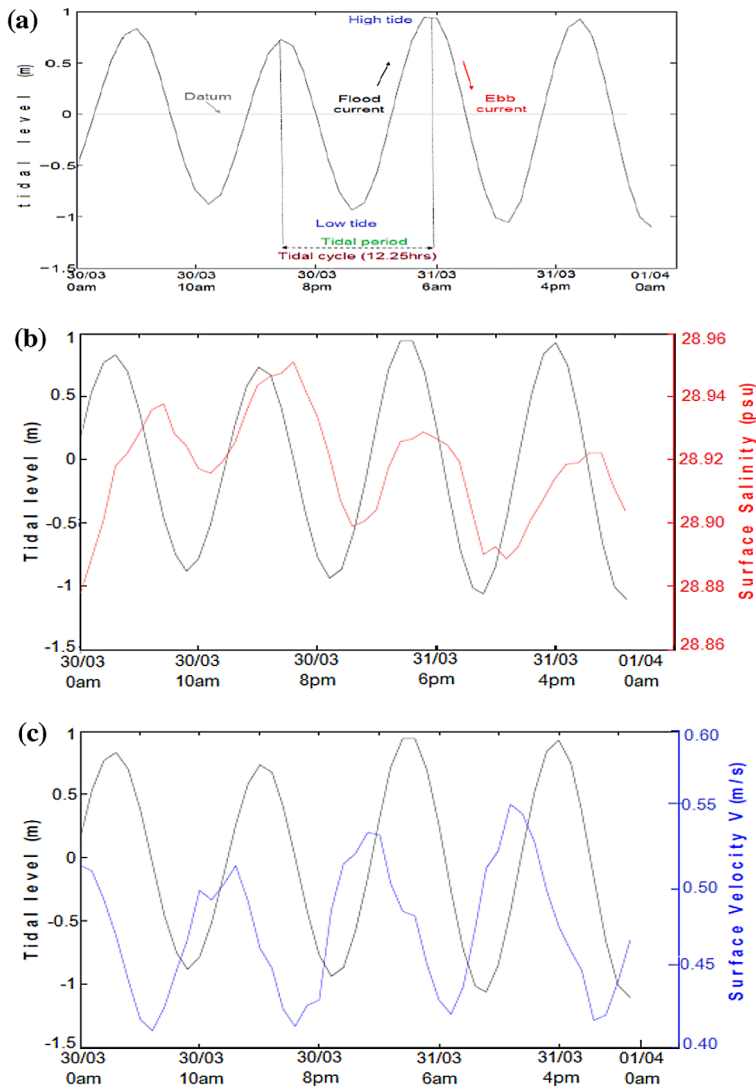 (a)
1
0.5
0
−0.5
−1
−1.5
tidal level (m)
High tide
Datum
Flood
current
Ebb
current
Low tide
Tidal period
Tidal cycle (12.25hrs)
30/03 30/03 30/03 31/03 31/03 01/04
0am 10am 8pm 6am 4pm 0am
(b)
1
0.5
0
-0.5
-1
-1.5
Tidal level (m)
28.96
28.94
28.92
28.90
28.88
28.86
Surface Salinity (psu)
30/03 30/03 30/03 31/03 31/03 01/04
0am 10am 8pm 6pm 4pm 0am
(c)
1
0.5
0
-0.5
-1
-1.5
Tidal level (m)
0.60
0.55
0.50
0.45
0.40
Surface Velocity V (m/s)
30/03 30/03 30/03 31/03 31/03 01/04
0am 10am 8pm 6am 4pm 0am